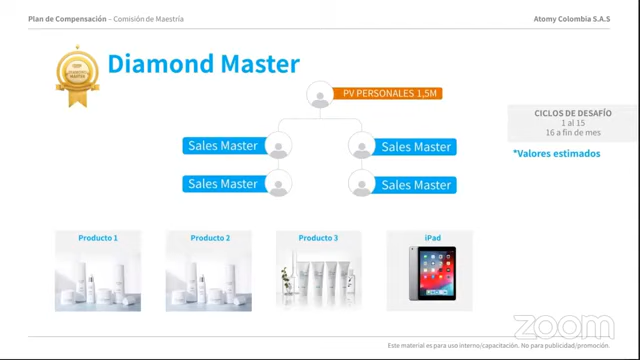 Plan de Compensación – Comisión de Maestría
Atomy Colombia S.A.S
Diamond Master
PV PERSONALES 1,5M
CICLOS DE DESAFÍO
1 al 15
16 a fin de mes
*Valores estimados
Sales Master
Sales Master
Sales Master
Sales Master
Producto 1
Producto 2
Producto 3
iPad
zoom
Este material es para uso interno/capacitación. No para publicidad/promoción.